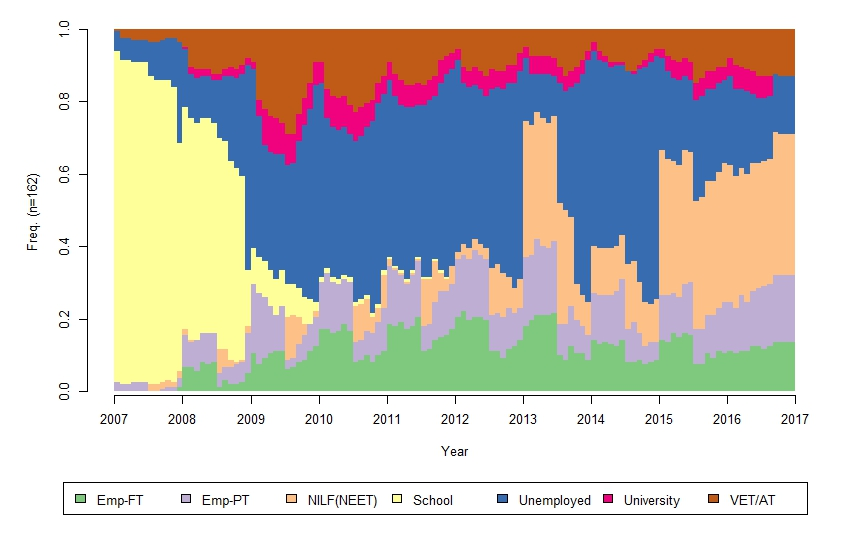 1.0
0.8
0.6
0.4
0.2
0.0
Freq. (n=162)
2007 2008 2009 2010 2011 2012 2013 2014 2015 2016 2017
Year
Emp-FT Emp-PT NILF(NEET) School Unemployed University VET/AT